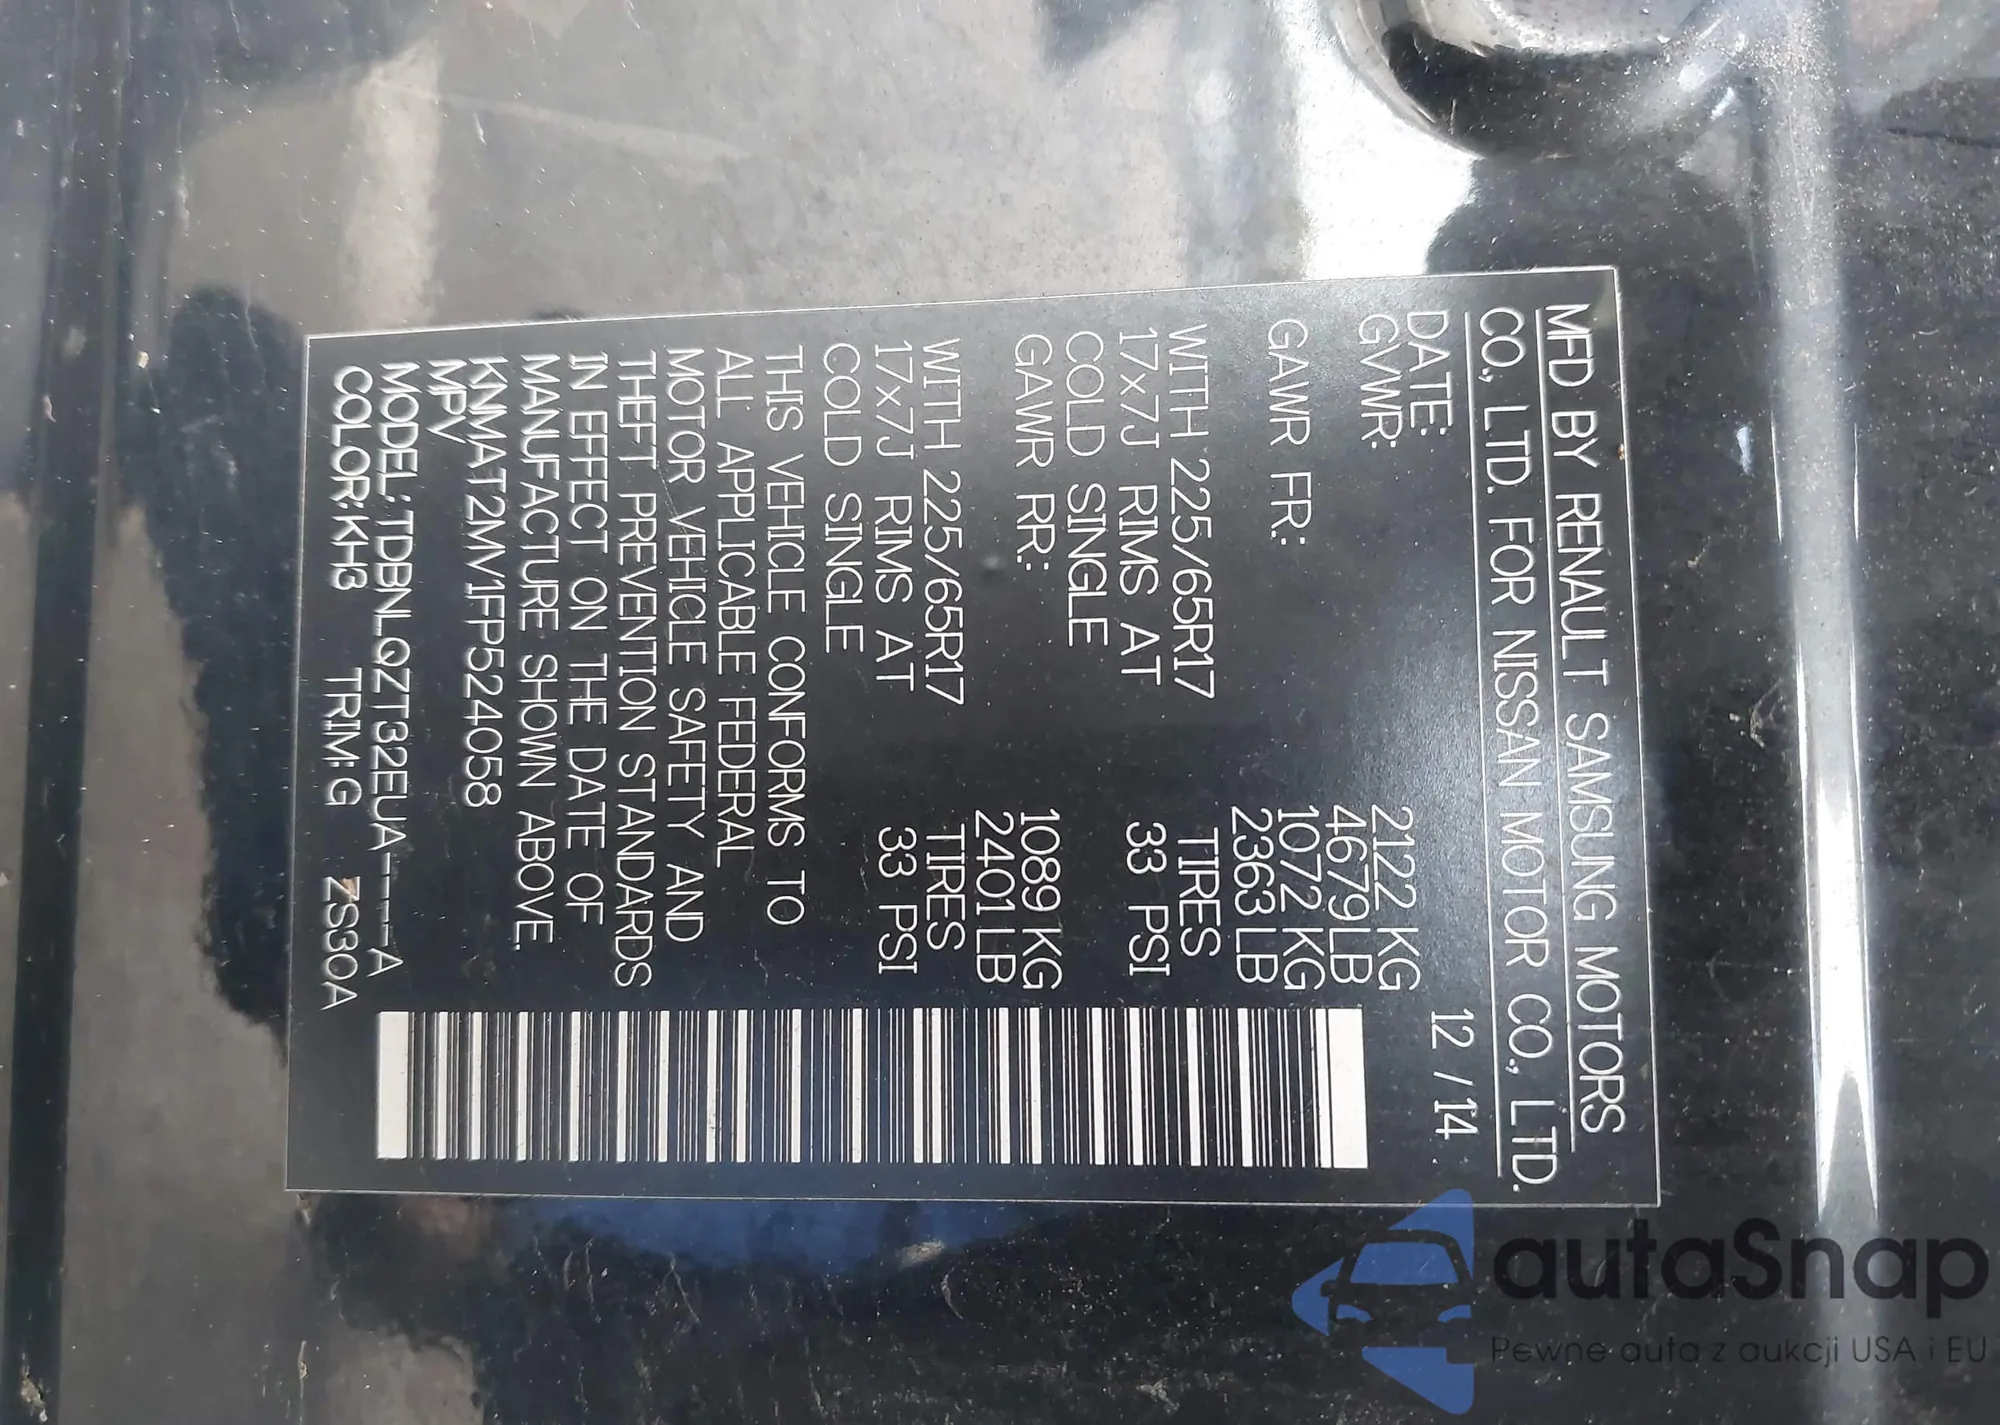 MFD BY RENAULT SAMSUNG MOTORS
CO., LTD. FOR NISSAN MOTOR CO., LTD.
DATE: 12 / 14
GVWR: 2122 KG
4679 LB
GAWR FR: 1072 KG
2363 LB
WITH 225/65R17 TIRES
17x7J RIMS AT 33 PSI
COLD SINGLE
GAWR RR: 1089 KG
2401 LB
WITH 225/65R17 TIRES
17x7J RIMS AT 33 PSI
COLD SINGLE
THIS VEHICLE CONFORMS TO
ALL APPLICABLE FEDERAL
MOTOR VEHICLE SAFETY AND
THEFT PREVENTION STANDARDS
IN EFFECT ON THE DATE OF
MANUFACTURE SHOWN ABOVE.
KNMAT2MV1FP524058
MPV
MODEL: TDBNLQZT32EUA----A
COLOR: KH3 TRIM: G ZS30A
autaSnap
Pewne auta z aukcji USA i EU